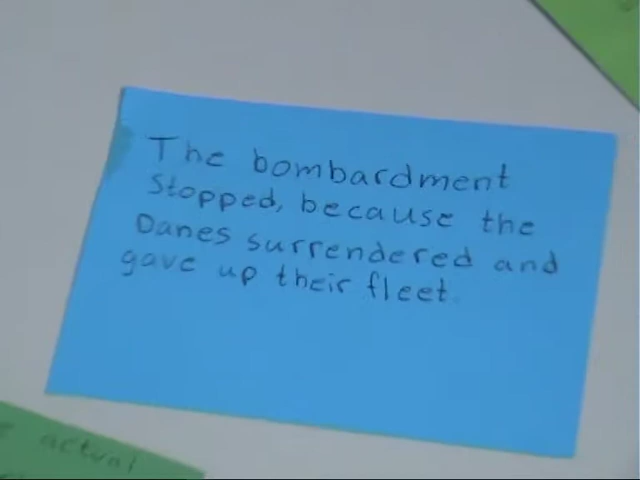 The bombardment
Stopped, because the
Danes surrendered and
gave up their fleet.
actual